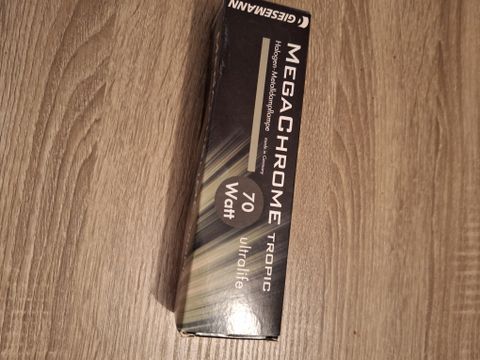 GIESEMANN
MEGACHROME TROPIC
Halogen-Metalldampflampe made in Germany
70
Watt
ultralife